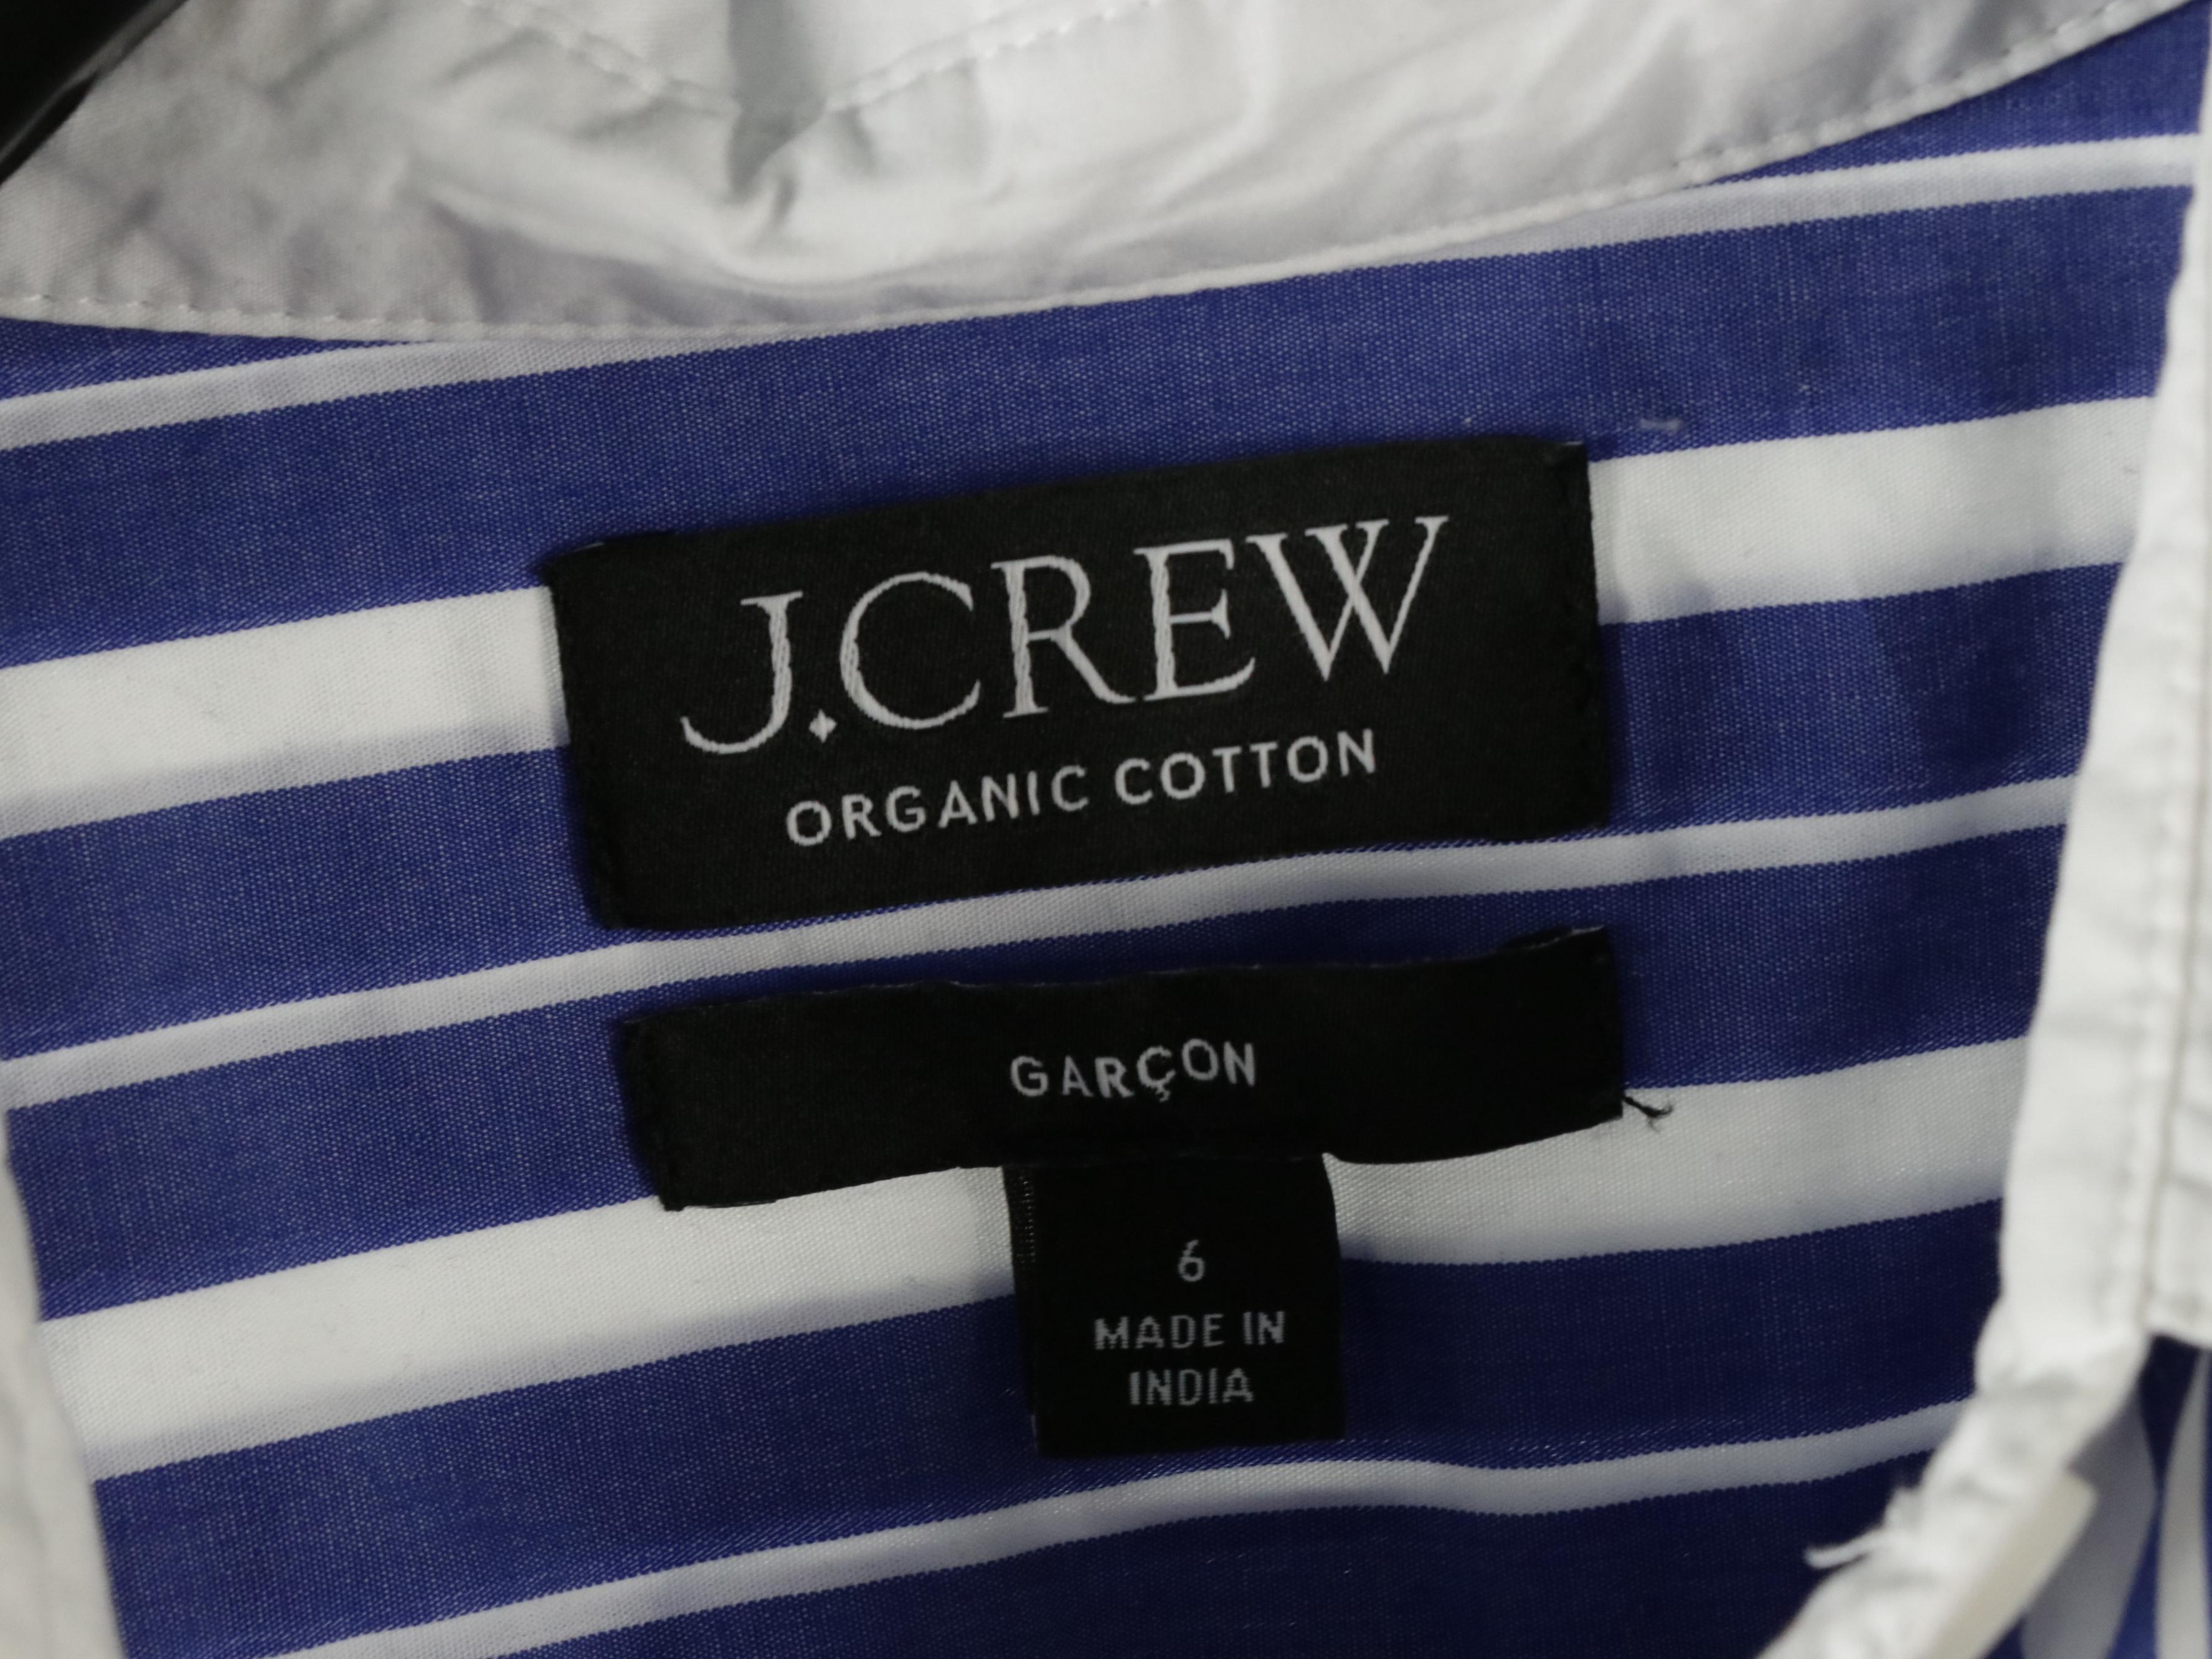 J.CREW
ORGANIC COTTON
GARÇON
6
MADE IN
INDIA